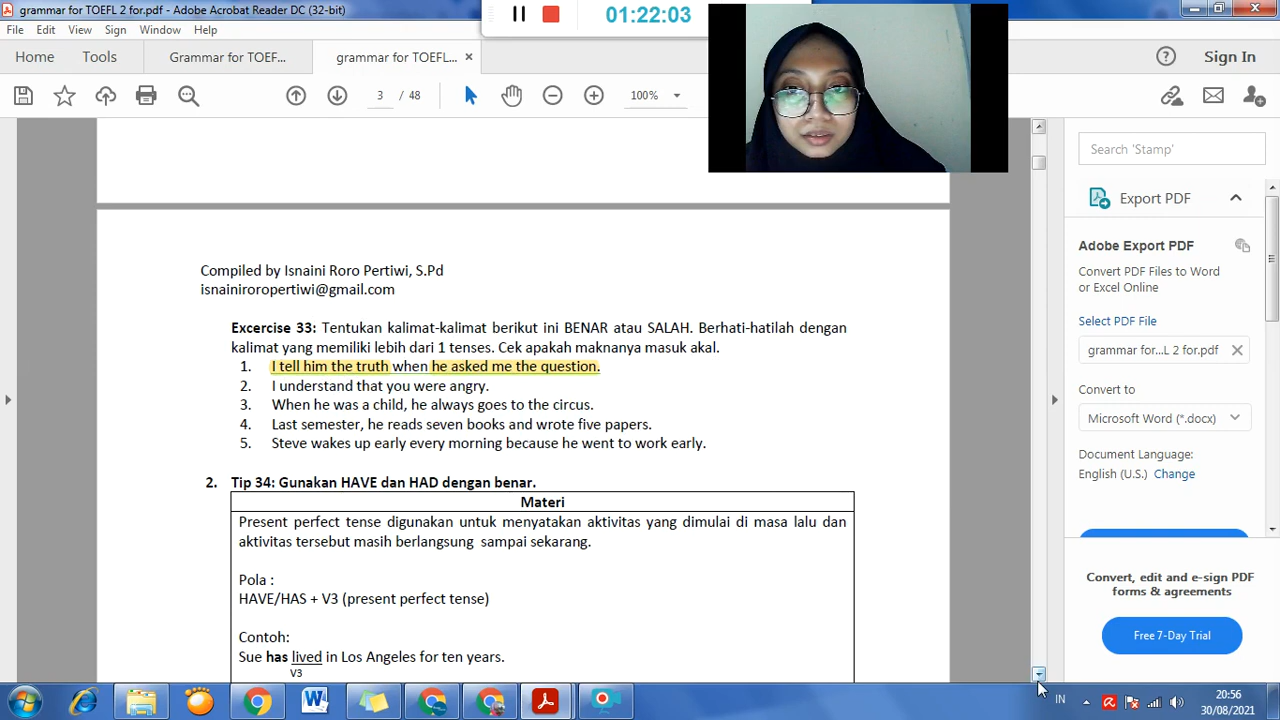 grammar for TOEFL 2 for.pdf - Adobe Acrobat Reader DC (32-bit)
01:22:03
File Edit View Sign Window Help
Home Tools Grammar for TOEF... grammar for TOEFL... × Sign In
3 / 48 100%
Search 'Stamp'
Export PDF
Adobe Export PDF
Convert PDF Files to Word
or Excel Online
Select PDF File
grammar for...L 2 for.pdf
Convert to
Microsoft Word (*.docx)
Document Language:
English (U.S.) Change
Convert, edit and e-sign PDF
forms & agreements
Free 7-Day Trial
Compiled by Isnaini Roro Pertiwi, S.Pd
isnainiroropertiwi@gmail.com
Excercise 33: Tentukan kalimat-kalimat berikut ini BENAR atau SALAH. Berhati-hatilah dengan
kalimat yang memiliki lebih dari 1 tenses. Cek apakah maknanya masuk akal.
1. I tell him the truth when he asked me the question.
2. I understand that you were angry.
3. When he was a child, he always goes to the circus.
4. Last semester, he reads seven books and wrote five papers.
5. Steve wakes up early every morning because he went to work early.
2. Tip 34: Gunakan HAVE dan HAD dengan benar.
Materi
Present perfect tense digunakan untuk menyatakan aktivitas yang dimulai di masa lalu dan
aktivitas tersebut masih berlangsung sampai sekarang.
Pola :
HAVE/HAS + V3 (present perfect tense)
Contoh:
Sue has lived in Los Angeles for ten years.
V3
IN
20:56
30/08/2021